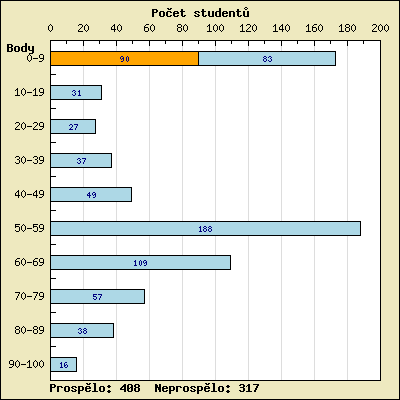 Počet studentů
Body 0 20 40 60 80 100 120 140 160 180 200
0-9 90 83
10-19 31
20-29 27
30-39 37
40-49 49
50-59 188
60-69 109
70-79 57
80-89 38
90-100 16
Prospělo: 408 Neprospělo: 317